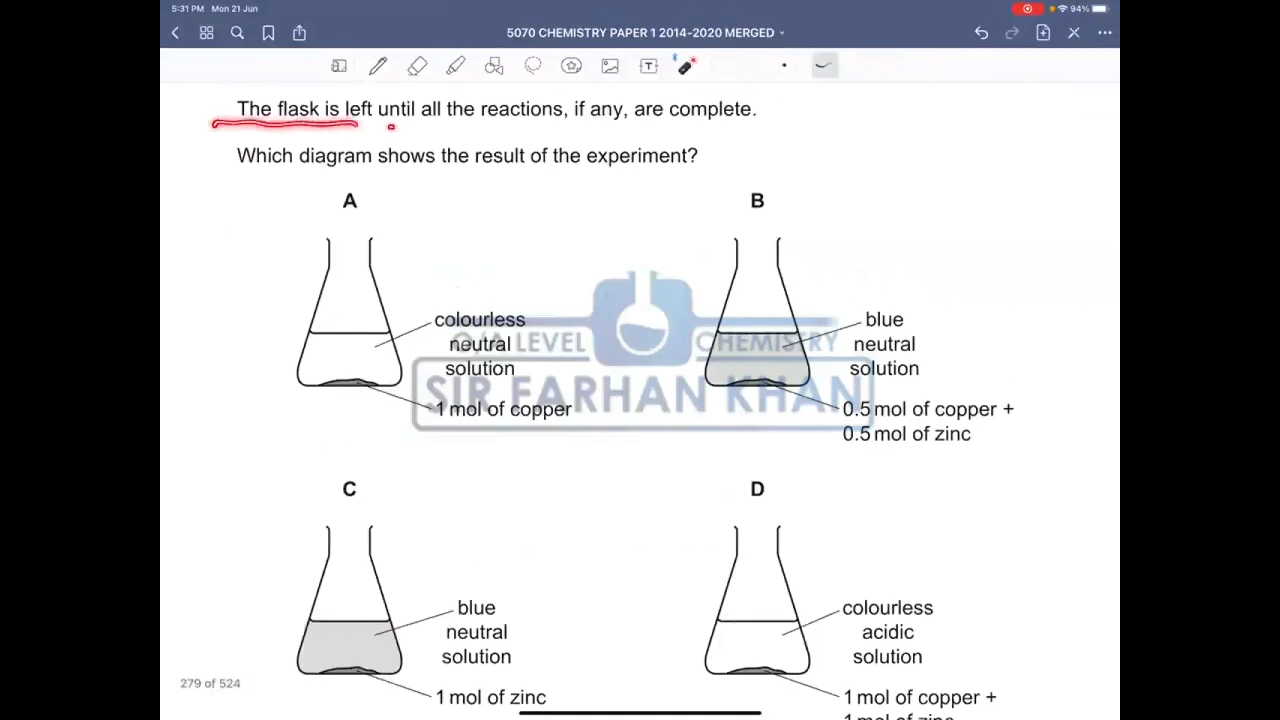 5:31 PM Mon 21 Jun
94%
5070 CHEMISTRY PAPER 1 2014-2020 MERGED
The flask is left until all the reactions, if any, are complete.
Which diagram shows the result of the experiment?
A
B
colourless
neutral
solution
1 mol of copper
blue
neutral
solution
0.5 mol of copper +
0.5 mol of zinc
O/A LEVEL CHEMISTRY
SIR FARHAN KHAN
C
D
blue
neutral
solution
1 mol of zinc
colourless
acidic
solution
1 mol of copper +
1 mol of zinc
279 of 524